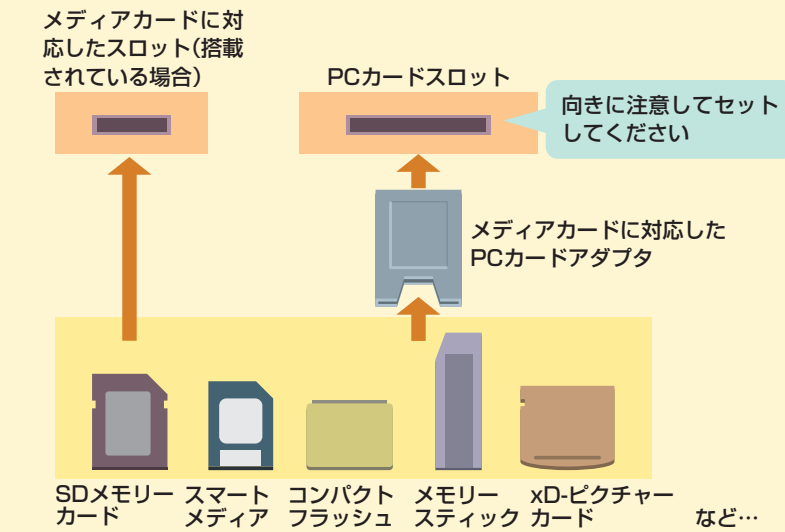 メディアカードに対
応したスロット(搭載
されている場合)
PCカードスロット
向きに注意してセット
してください
メディアカードに対応した
PCカードアダプタ
SDメモリー
カード
スマート
メディア
コンパクト
フラッシュ
メモリー
スティック
xD-ピクチャー
カード
など…